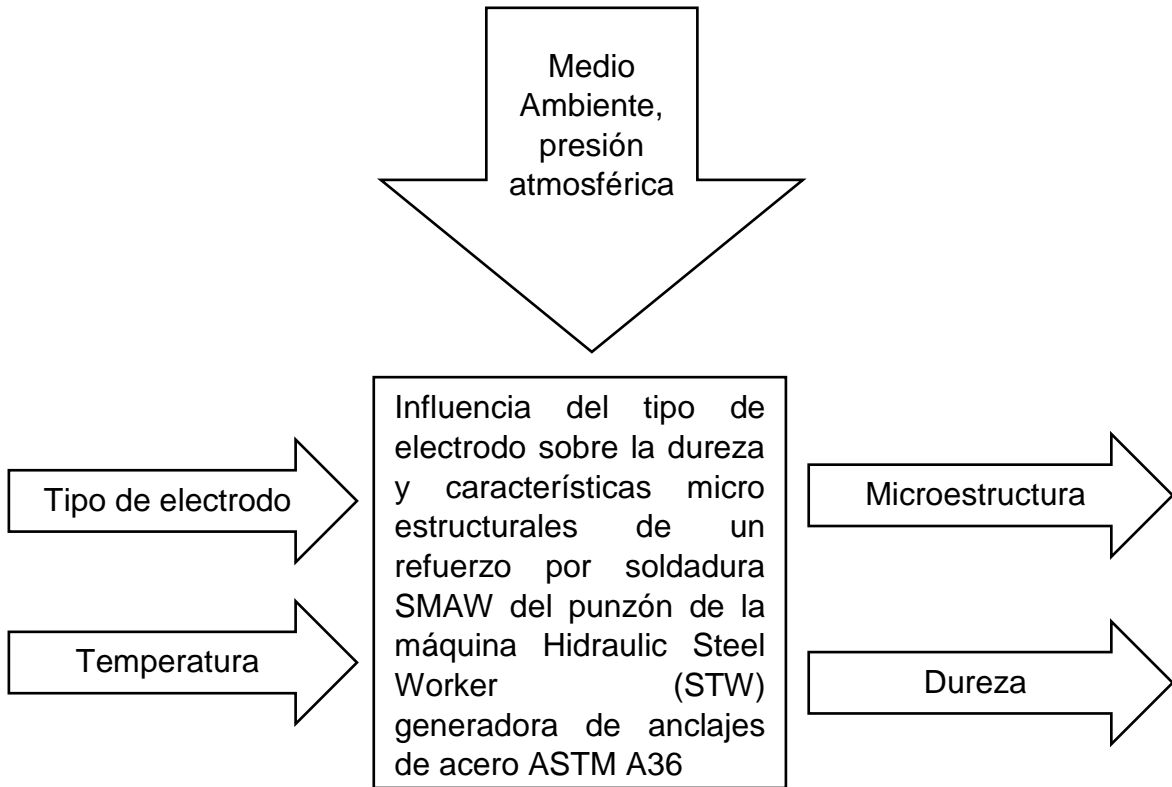 Medio
Ambiente,
presión
atmosférica
Influencia del tipo de
electrodo sobre la dureza
y características micro
estructurales de un
refuerzo por soldadura
SMAW del punzón de la
máquina Hidraulic Steel
Worker (STW)
generadora de anclajes
de acero ASTM A36
Tipo de electrodo
Temperatura
Microestructura
Dureza